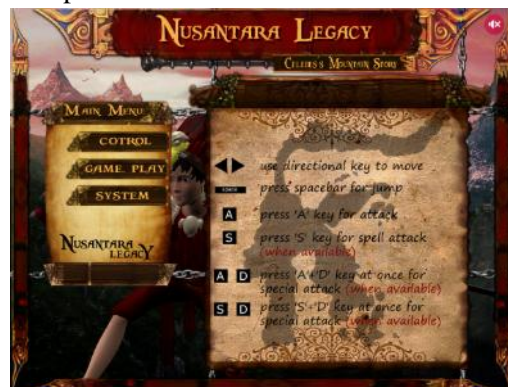 NUSANTARA LEGACY
CELEBES'S MOUNTAIN STORY
MAIN MENU
COTROL
GAME PLAY
SYSTEM
NUSANTARA
LEGACY
use directional key to move
press spacebar for jump
A press 'A' key for attack
S press 'S' key for spell attack
(when available)
A D press 'A'+'D' key at once for
special attack (when available)
S D press 'S'+'D' key at once for
special attack (when available)